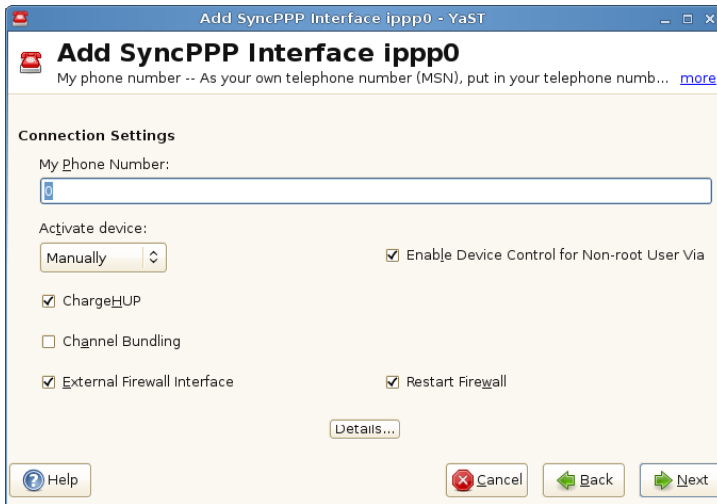 Add SyncPPP Interface ippp0 - YaST
Add SyncPPP Interface ippp0
My phone number -- As your own telephone number (MSN), put in your telephone numb... more
Connection Settings
My Phone Number:
0
Activate device:
Manually
Enable Device Control for Non-root User Via
ChargeHUP
Channel Bundling
External Firewall Interface
Restart Firewall
Details...
Help
Cancel
Back
Next